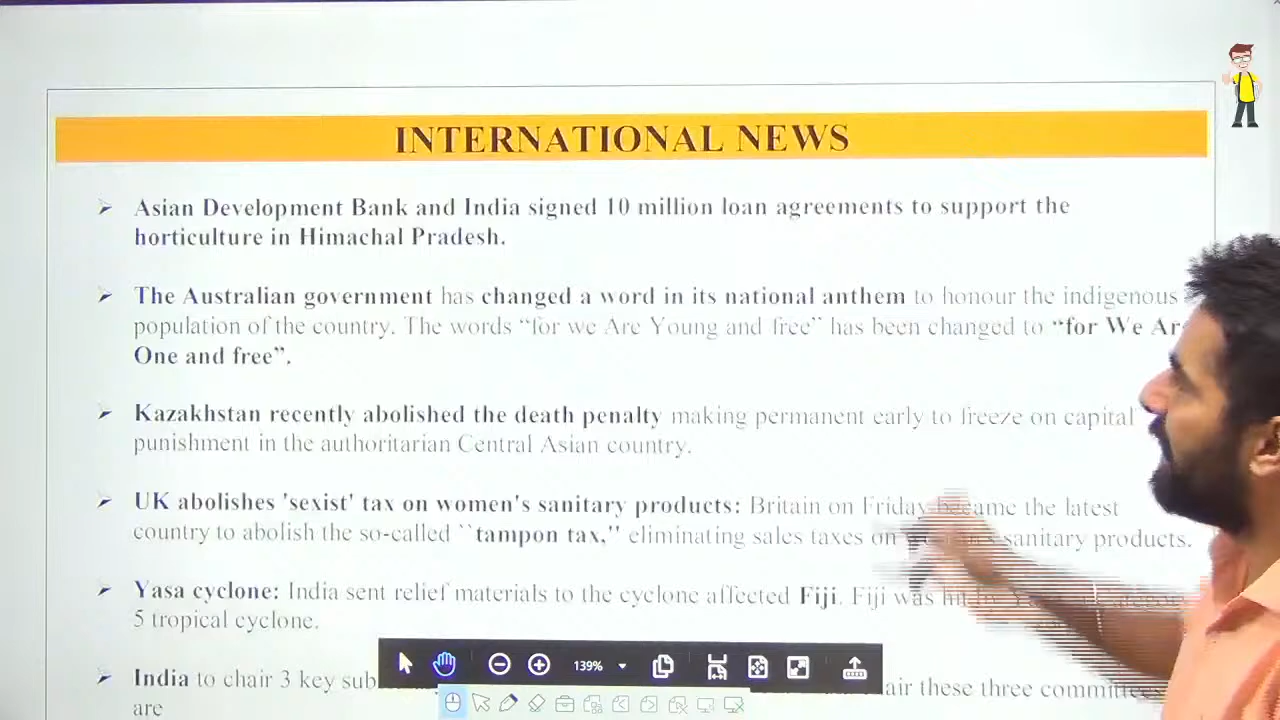 INTERNATIONAL NEWS
➢ Asian Development Bank and India signed 10 million loan agreements to support the
horticulture in Himachal Pradesh.
➢ The Australian government has changed a word in its national anthem to honour the indigenous
population of the country. The words “for we Are Young and free” has been changed to “for We Ar
One and free”.
➢ Kazakhstan recently abolished the death penalty making permanent early to freeze on capital
punishment in the authoritarian Central Asian country.
➢ UK abolishes 'sexist' tax on women's sanitary products: Britain on Friday became the latest
country to abolish the so-called ``tampon tax,'' eliminating sales taxes on sanitary products.
➢ Yasa cyclone: India sent relief materials to the cyclone affected Fiji. Fiji was hit by
5 tropical cyclone.
➢ India to chair 3 key sub these three committees
are
139%